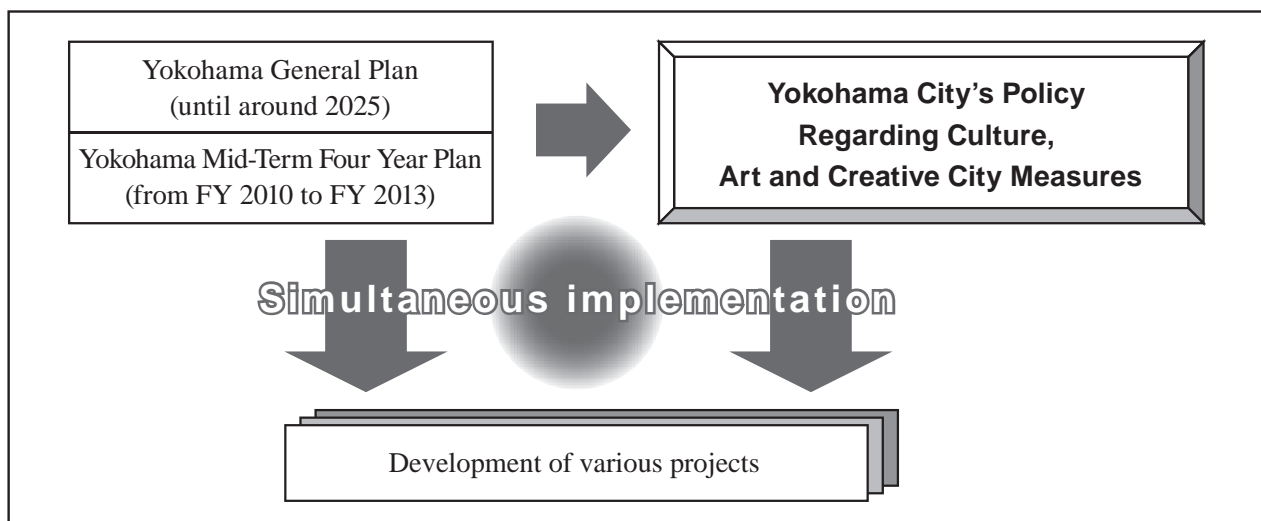 Yokohama General Plan
(until around 2025)
Yokohama Mid-Term Four Year Plan
(from FY 2010 to FY 2013)
Yokohama City’s Policy
Regarding Culture,
Art and Creative City Measures
Simultaneous implementation
Development of various projects